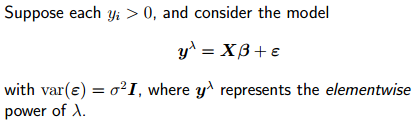 Suppose each yᵢ > 0, and consider the model
y^λ = Xβ + ε
with var(ε) = σ²I, where y^λ represents the elementwise
power of λ.